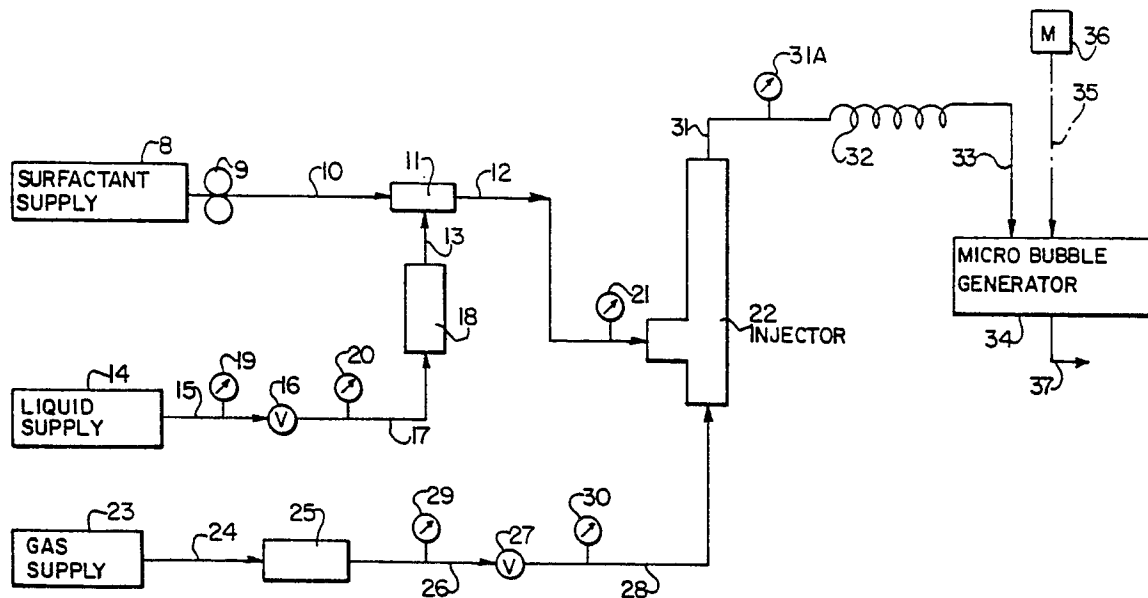 M
36
31A
35
31
32
33
8
9
10
11
12
SURFACTANT
SUPPLY
13
MICRO BUBBLE
GENERATOR
21
22
INJECTOR
18
34
14
15
19
16
20
37
LIQUID
SUPPLY
V
17
23
24
25
29
27
30
GAS
SUPPLY
V
26
28